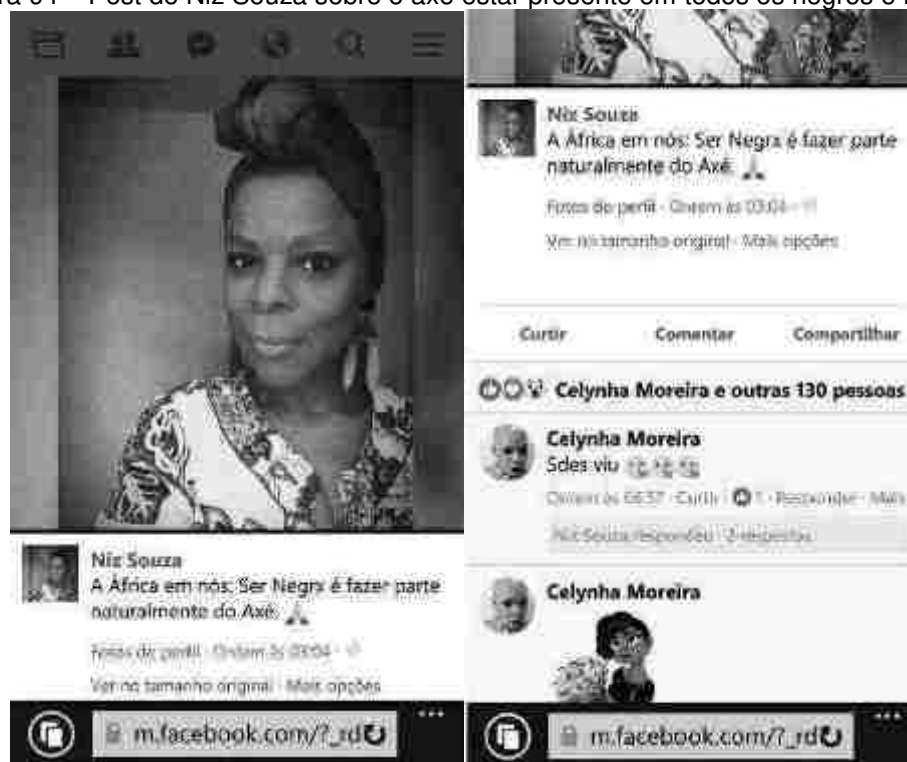 Post de Niz Souza sobre o axé estar presente em todos os negros e
Niz Souza
A África em nós: Ser Negrx é fazer parte
naturalmente do Axé.
Fotos do perfil · Ontem às 03:04
Ver no tamanho original · Mais opções
m.facebook.com/?_rd
Niz Souza
A África em nós: Ser Negrx é fazer parte
naturalmente do Axé.
Fotos do perfil · Ontem às 03:04
Ver no tamanho original · Mais opções
Curtir Comentar Compartilhar
Celynha Moreira e outras 130 pessoas
Celynha Moreira
Sdes viu
Ontem às 06:57 · Curtir · 1 · Responder · Mais
Niz Souza respondeu · 2 respostas
Celynha Moreira
m.facebook.com/?_rd